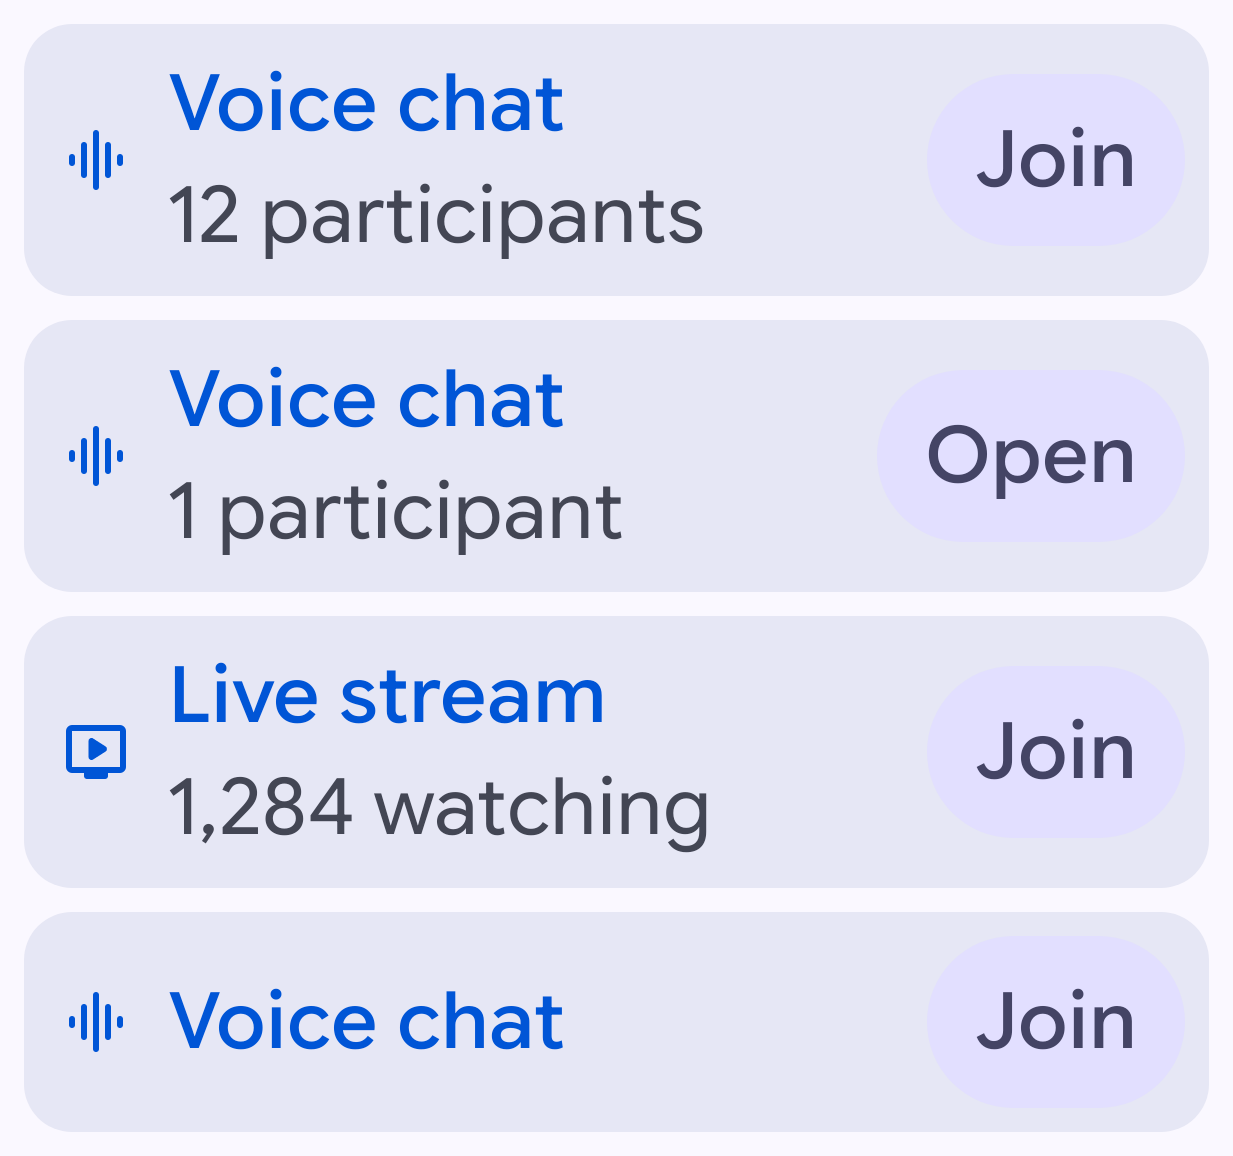 Voice chat
12 participants
Join
Voice chat
1 participant
Open
Live stream
1,284 watching
Join
Voice chat
Join